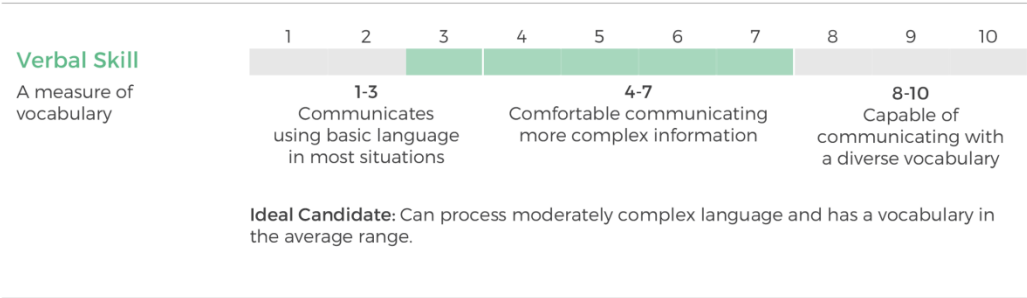 1 2 3 4 5 6 7 8 9 10
Verbal Skill
A measure of
vocabulary
1-3
Communicates
using basic language
in most situations
4-7
Comfortable communicating
more complex information
8-10
Capable of
communicating with
a diverse vocabulary
Ideal Candidate: Can process moderately complex language and has a vocabulary in
the average range.